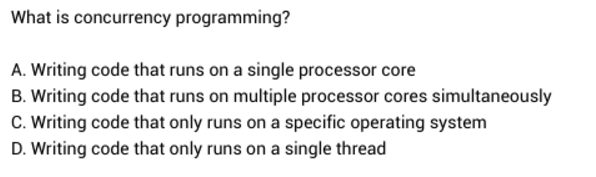 What is concurrency programming?
A. Writing code that runs on a single processor core
B. Writing code that runs on multiple processor cores simultaneously
C. Writing code that only runs on a specific operating system
D. Writing code that only runs on a single thread